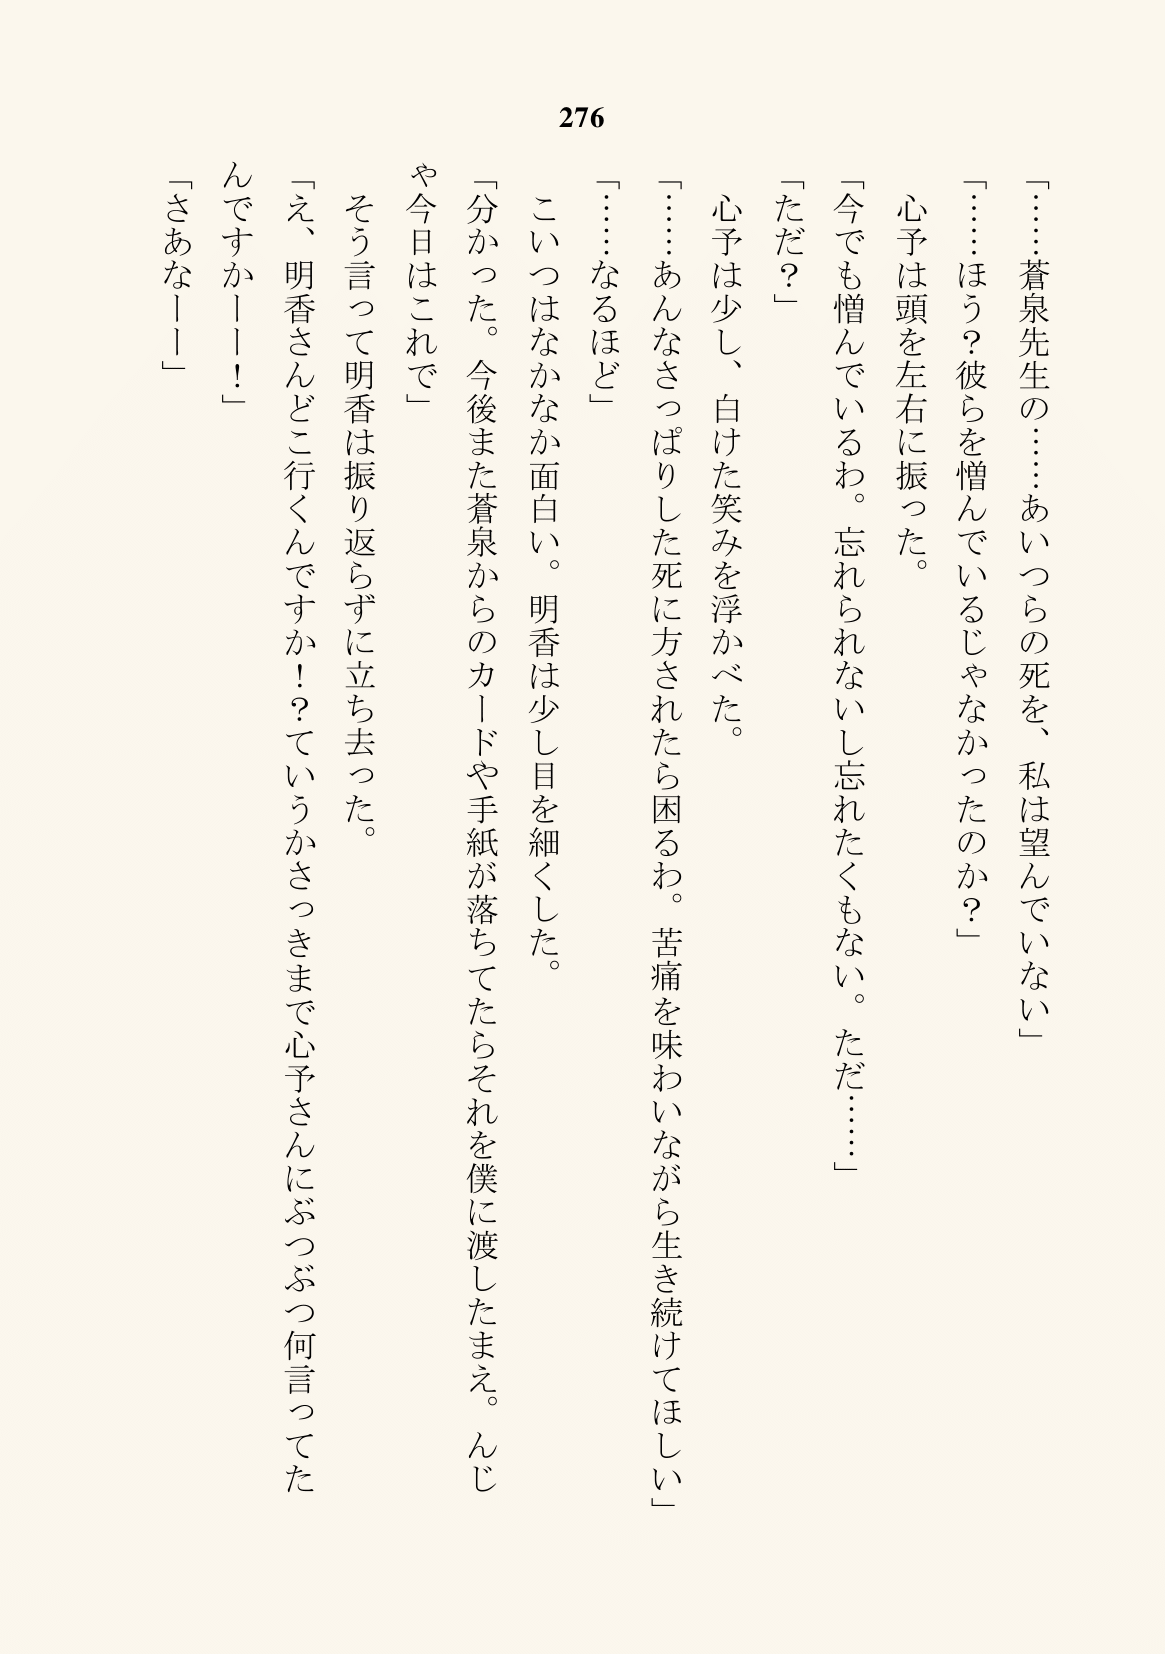 276
「……蒼泉先生の……あいつらの死を、私は望んでいない」
「……ほう？彼らを憎んでいるじゃなかったのか？」
　心予は頭を左右に振った。
「今でも憎んでいるわ。忘れられないし忘れたくもない。ただ……」
「ただ？」
　心予は少し、白けた笑みを浮かべた。
「……あんなさっぱりした死に方されたら困るわ。苦痛を味わいながら生き続けてほしい」
「……なるほど」
　こいつはなかなか面白い。明香は少し目を細くした。
「分かった。今後また蒼泉からのカードや手紙が落ちてたらそれを僕に渡したまえ。んじ
ゃ今日はこれで」
　そう言って明香は振り返らずに立ち去った。
「え、明香さんどこ行くんですか！？ていうかさっきまで心予さんにぶつぶつ何言ってた
んですかーー！」
「さあなーー」